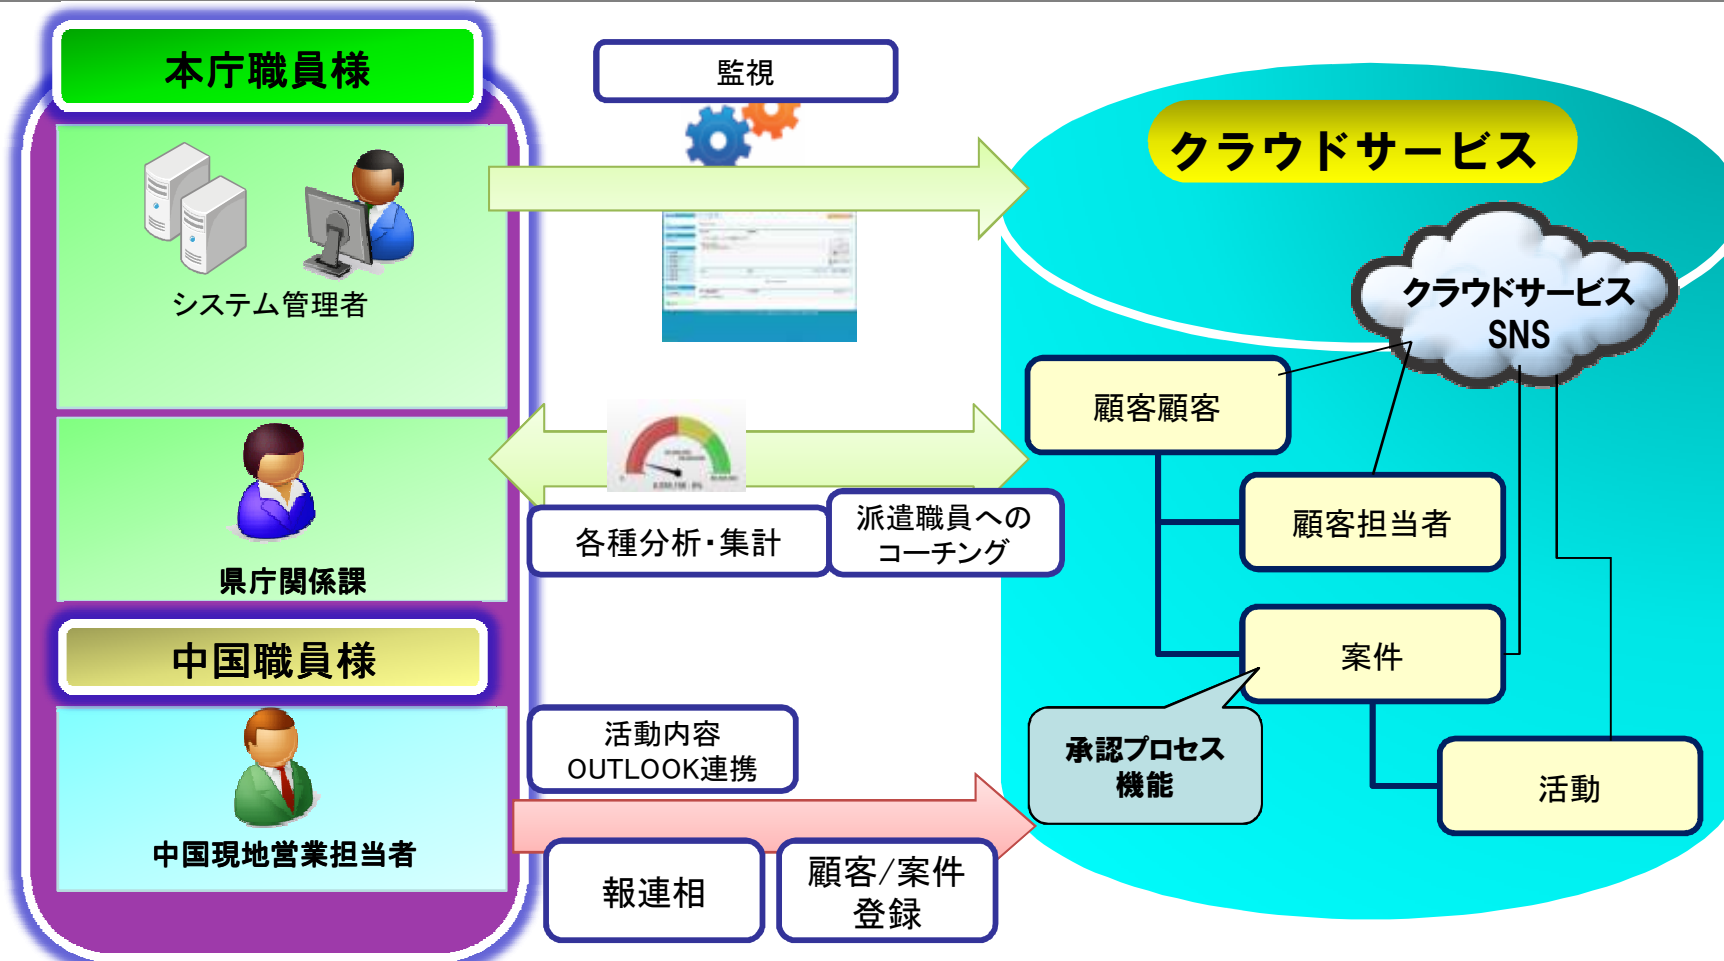 本庁職員様
監視
クラウドサービス
システム管理者
クラウドサービス
SNS
顧客顧客
顧客担当者
各種分析・集計
派遣職員への
コーチング
県庁関係課
中国職員様
案件
承認プロセス
機能
活動内容
OUTLOOK連携
活動
中国現地営業担当者
報連相
顧客/案件
登録